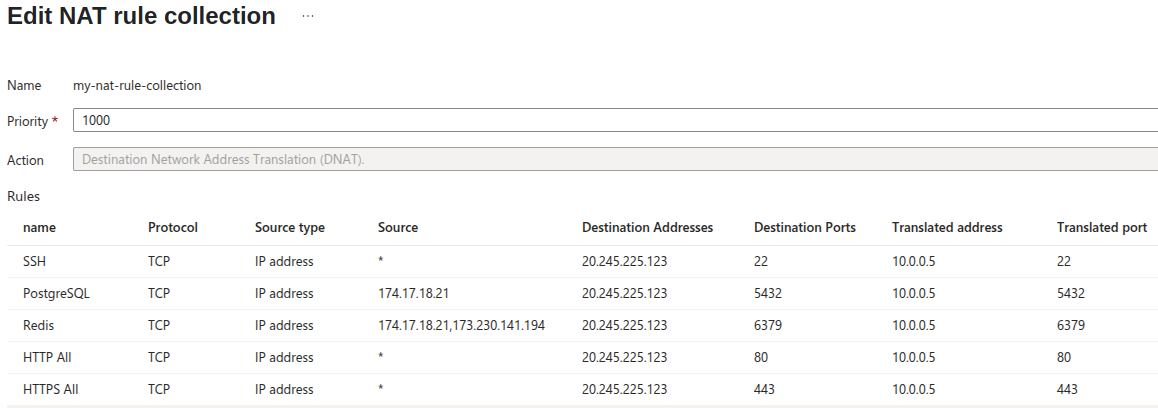 Edit NAT rule collection ...
Name my-nat-rule-collection
Priority * 1000
Action Destination Network Address Translation (DNAT).
Rules
name Protocol Source type Source Destination Addresses Destination Ports Translated address Translated port
SSH TCP IP address * 20.245.225.123 22 10.0.0.5 22
PostgreSQL TCP IP address 174.17.18.21 20.245.225.123 5432 10.0.0.5 5432
Redis TCP IP address 174.17.18.21,173.230.141.194 20.245.225.123 6379 10.0.0.5 6379
HTTP All TCP IP address * 20.245.225.123 80 10.0.0.5 80
HTTPS All TCP IP address * 20.245.225.123 443 10.0.0.5 443